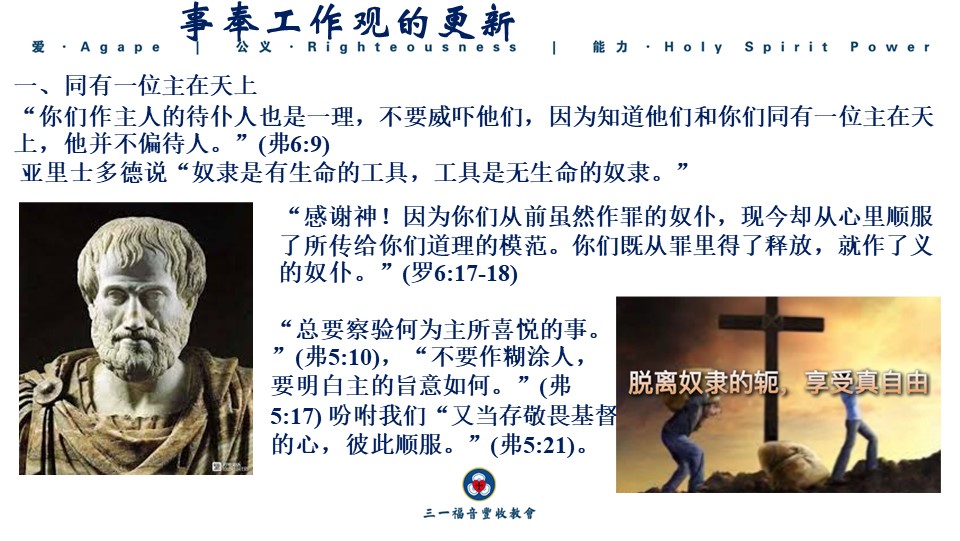 事奉工作观的更新
爱 · Agape | 公义 · Righteousness | 能力 · Holy Spirit Power
一、同有一位主在天上
“你们作主人的待仆人也是一理，不要威吓他们，因为知道他们和你们同有一位主在天
上，他并不偏待人。”(弗6:9)
亚里士多德说“奴隶是有生命的工具，工具是无生命的奴隶。”
“感谢神！因为你们从前虽然作罪的奴仆，现今却从心里顺服
了所传给你们道理的模范。你们既从罪里得了释放，就作了义
的奴仆。”(罗6:17-18)
“总要察验何为主所喜悦的事。
”(弗5:10)，“不要作糊涂人，
要明白主的旨意如何。”(弗
5:17) 吩咐我们“又当存敬畏基督
的心，彼此顺服。”(弗5:21)。
脱离奴隶的轭，享受真自由
三一福音豐收教會